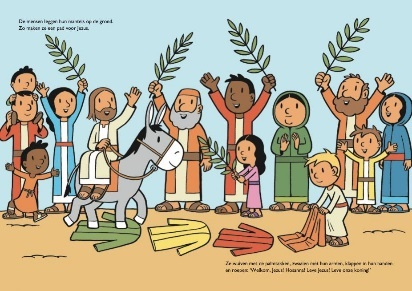 De mensen leggen hun mantels op de grond.
Zo maken ze een pad voor Jezus.
Ze wuiven met de palmtakken, zwaaien met hun armen, klappen in hun handen
en roepen: ‘Welkom, Jezus! Hosanna! Leve Jezus! Leve onze koning!’